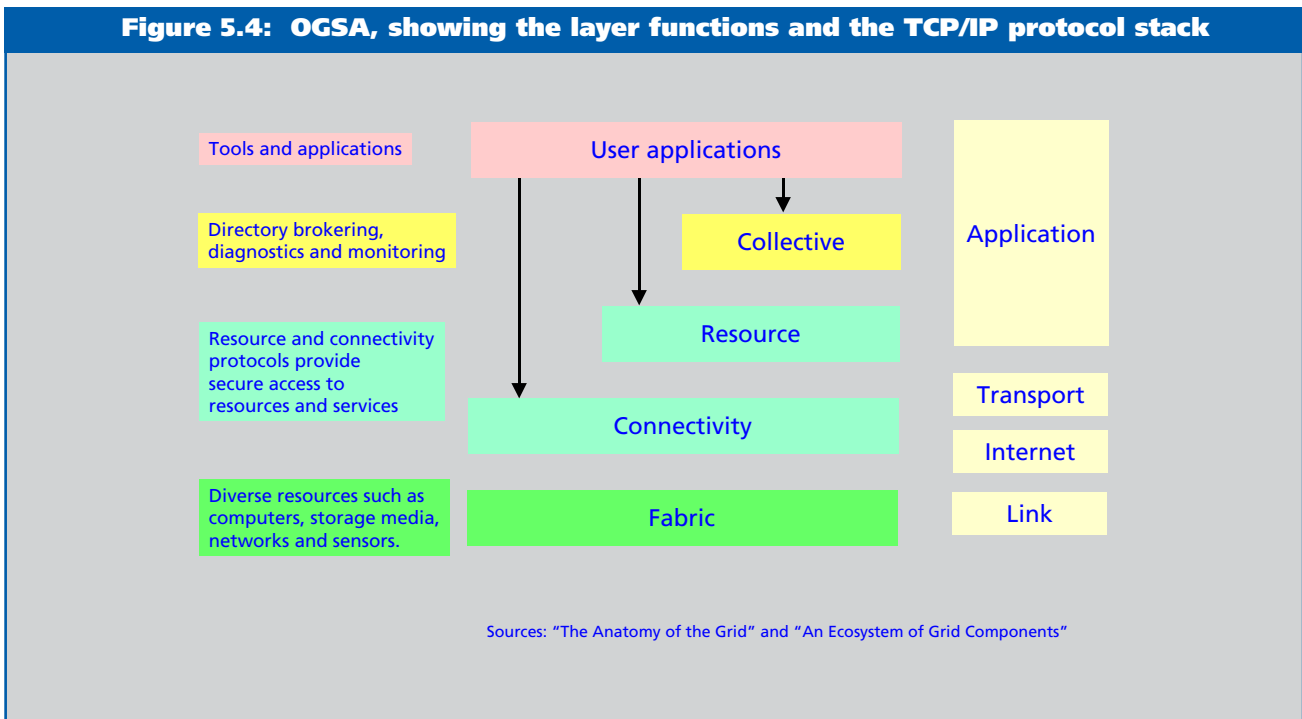 Figure 5.4: OGSA, showing the layer functions and the TCP/IP protocol stack
Tools and applications
User applications
Application
Directory brokering,
diagnostics and monitoring
Collective
Resource and connectivity
protocols provide
secure access to
resources and services
Resource
Transport
Connectivity
Internet
Diverse resources such as
computers, storage media,
networks and sensors.
Fabric
Link
Sources: “The Anatomy of the Grid” and “An Ecosystem of Grid Components”